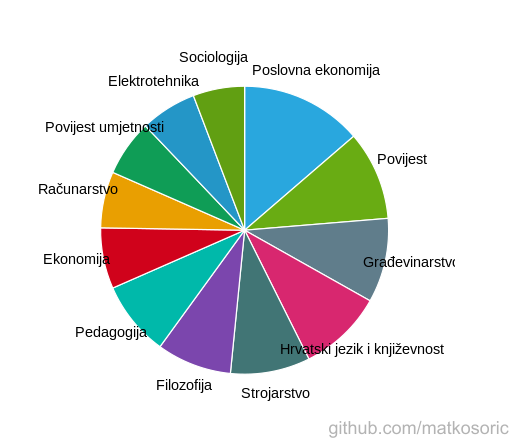 Sociologija
Poslovna ekonomija
Elektrotehnika
Povijest umjetnosti
Povijest
Računarstvo
Ekonomija
Građevinarstvo
Pedagogija
Hrvatski jezik i književnost
Filozofija
Strojarstvo
github.com/matkosoric